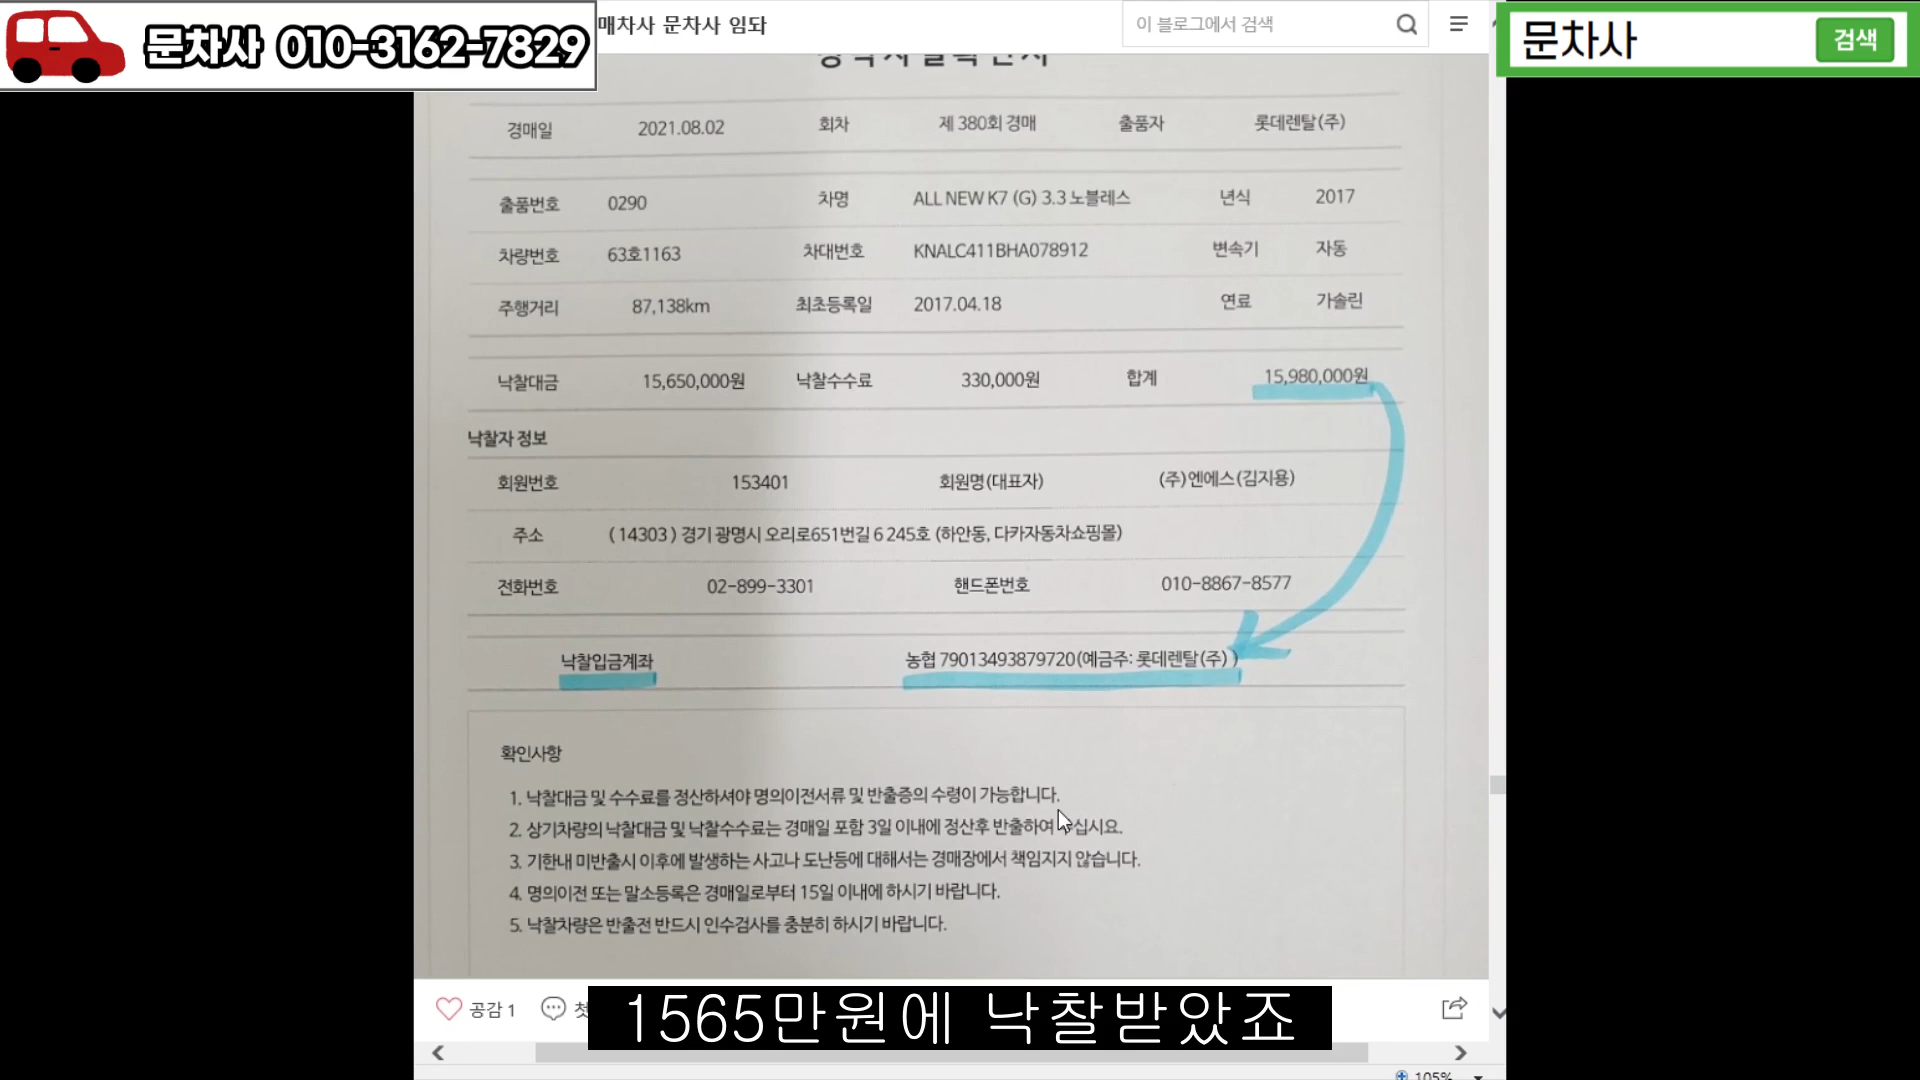 문차사 010-3162-7829
매차사 문차사 임돠
이 블로그에서 검색
문차사
검색
경매일 2021.08.02 회차 제 380회 경매 출품자 롯데렌탈(주)
출품번호 0290 차명 ALL NEW K7 (G) 3.3 노블레스 년식 2017
차량번호 63호1163 차대번호 KNALC411BHA078912 변속기 자동
주행거리 87,138km 최초등록일 2017.04.18 연료 가솔린
낙찰대금 15,650,000원 낙찰수수료 330,000원 합계 15,980,000원
낙찰자 정보
회원번호 153401 회원명(대표자) (주)엔에스(김지용)
주소 ( 14303 ) 경기 광명시 오리로651번길 6 245호 (하안동, 다카자동차쇼핑몰)
전화번호 02-899-3301 핸드폰번호 010-8867-8577
낙찰입금계좌 농협 79013493879720(예금주: 롯데렌탈(주) )
확인사항
1. 낙찰대금 및 수수료를 정산하셔야 명의이전서류 및 반출증의 수령이 가능합니다.
2. 상기차량의 낙찰대금 및 낙찰수수료는 경매일 포함 3일 이내에 정산후 반출하여 십시요.
3. 기한내 미반출시 이후에 발생하는 사고나 도난등에 대해서는 경매장에서 책임지지 않습니다.
4. 명의이전 또는 말소등록은 경매일로부터 15일 이내에 하시기 바랍니다.
5. 낙찰차량은 반출전 반드시 인수검사를 충분히 하시기 바랍니다.
공감 1 첫
1565만원에 낙찰받았죠
105%